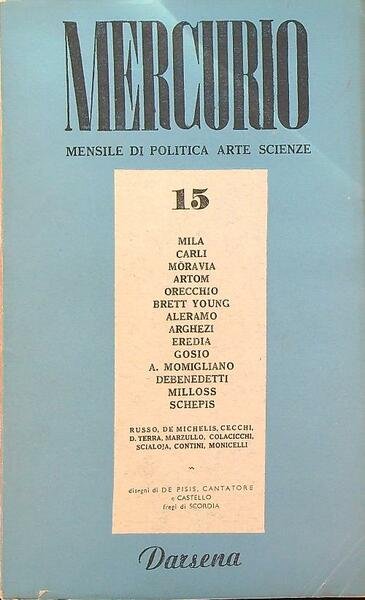 MERCURIO
MENSILE DI POLITICA ARTE SCIENZE
15
MILA
CARLI
MORAVIA
ARTOM
ORECCHIO
BRETT YOUNG
ALERAMO
ARGHEZI
EREDIA
GOSIO
A. MOMIGLIANO
DEBENEDETTI
MILLOSS
SCHEPIS
RUSSO, DE MICHELIS, CECCHI,
D. TERRA, MARZULLO, COLACICCHI,
SCIALOJA, CONTINI, MONICELLI
disegni di DE PISIS, CANTATORE
e CASTELLO
fregi di SCORDIA
Darsena